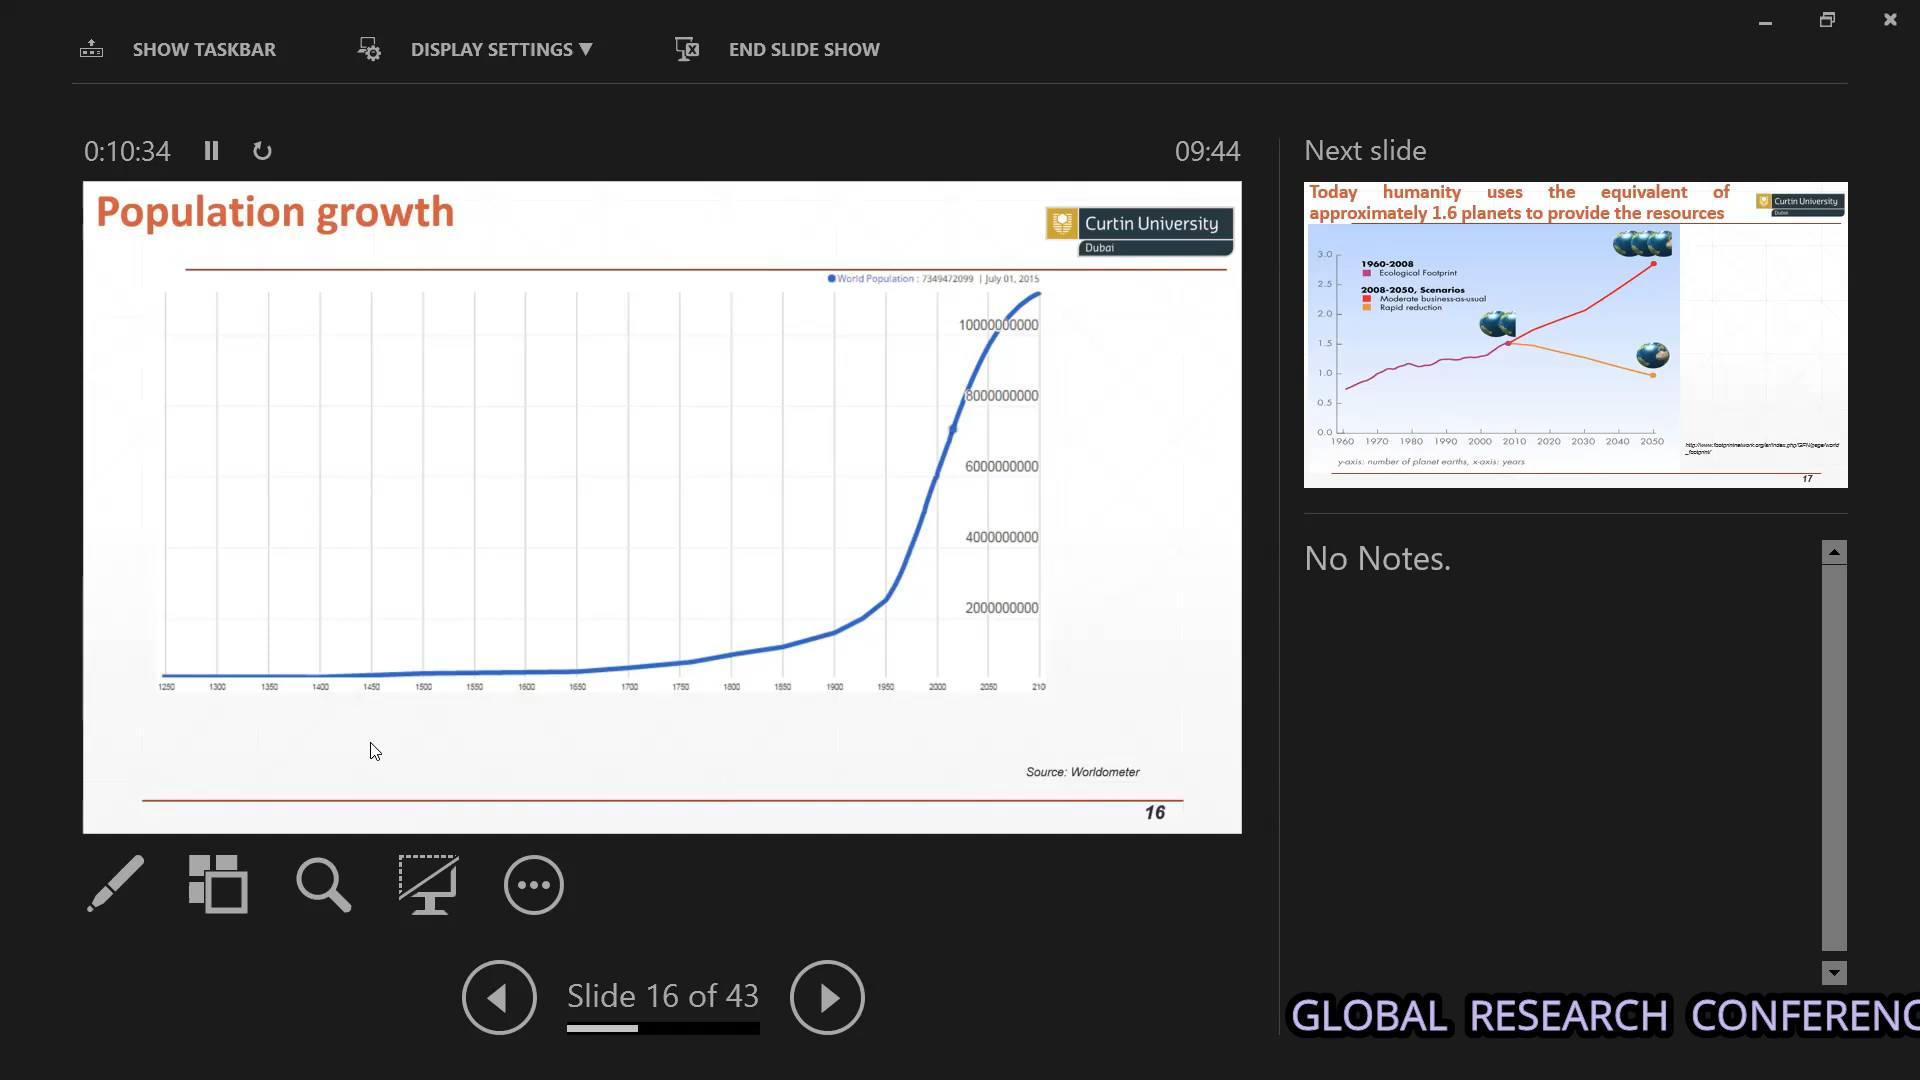 SHOW TASKBAR
DISPLAY SETTINGS ▼
END SLIDE SHOW
0:10:34
09:44
Population growth
Curtin University
Dubai
World Population : 7349472099 | July 01, 2015
10000000000
8000000000
6000000000
4000000000
2000000000
1250 1300 1350 1400 1450 1500 1550 1600 1650 1700 1750 1800 1850 1900 1950 2000 2050 210
Source: Worldometer
16
Slide 16 of 43
Next slide
Today humanity uses the equivalent of
approximately 1.6 planets to provide the resources
Curtin University
Dubai
3.0
2.5
2.0
1.5
1.0
0.5
0.0
1960-2008
Ecological Footprint
2008-2050, Scenarios
Moderate business-as-usual
Rapid reduction
1960 1970 1980 1990 2000 2010 2020 2030 2040 2050
y-axis: number of planet earths, x-axis: years
17
No Notes.
GLOBAL RESEARCH CONFERENC